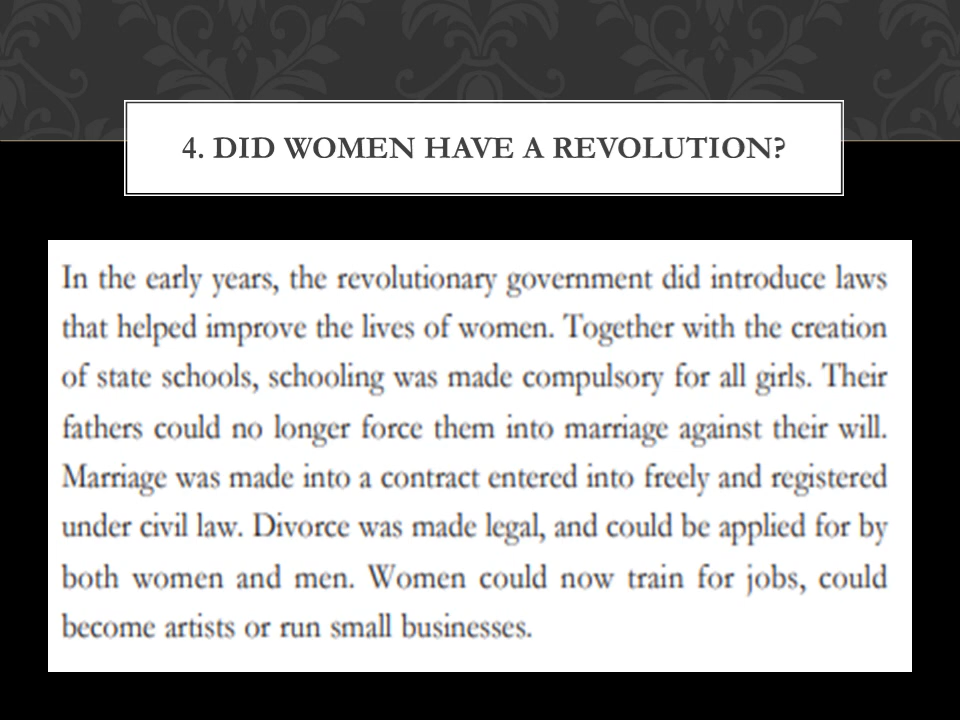 4. DID WOMEN HAVE A REVOLUTION?
In the early years, the revolutionary government did introduce laws
that helped improve the lives of women. Together with the creation
of state schools, schooling was made compulsory for all girls. Their
fathers could no longer force them into marriage against their will.
Marriage was made into a contract entered into freely and registered
under civil law. Divorce was made legal, and could be applied for by
both women and men. Women could now train for jobs, could
become artists or run small businesses.